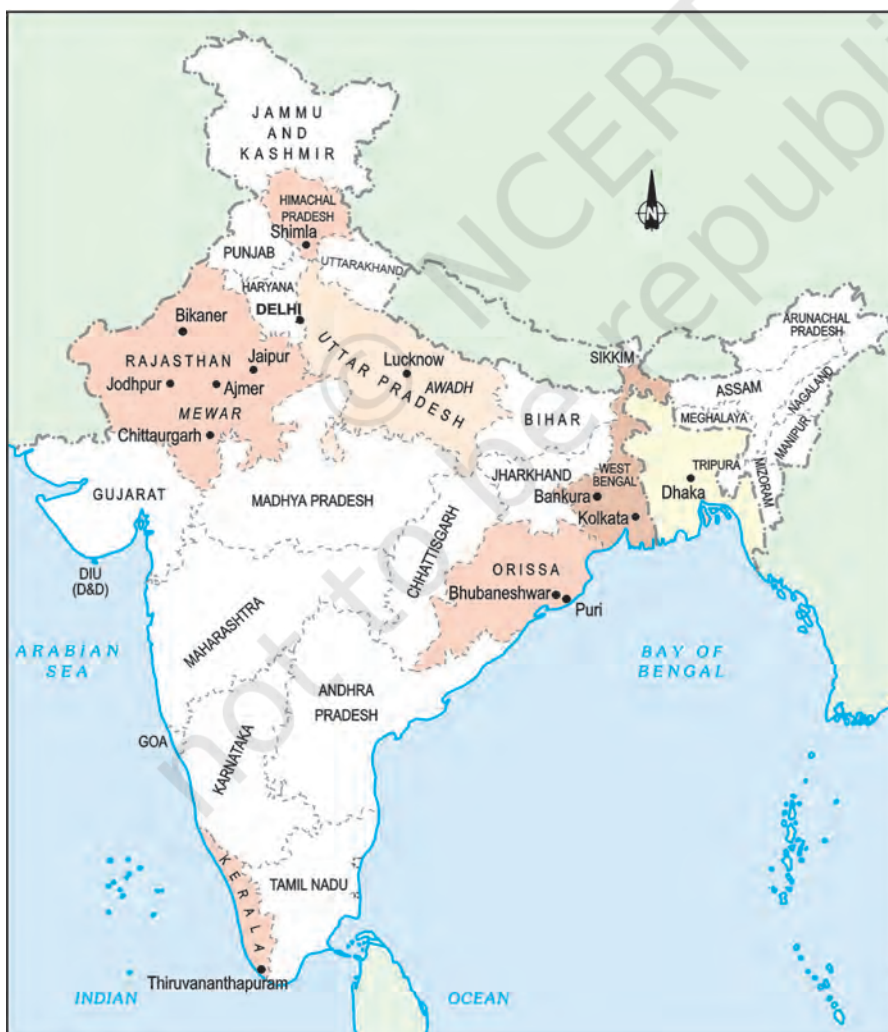 © NCERT
not to be republi
JAMMU
AND
KASHMIR
HIMACHAL
PRADESH
Shimla
PUNJAB
UTTARAKHAND
HARYANA
DELHI
N
ARUNACHAL
PRADESH
Bikaner
RAJASTHAN
Jaipur
Jodhpur
Ajmer
MEWAR
Chittaurgarh
UTTAR PRADESH
Lucknow
AWADH
SIKKIM
ASSAM
NAGALAND
MEGHALAYA
MANIPUR
BIHAR
TRIPURA
MIZORAM
JHARKHAND
WEST
BENGAL
Dhaka
Bankura
Kolkata
GUJARAT
MADHYA PRADESH
CHHATTISGARH
DIU
(D&D)
ORISSA
Bhubaneshwar
Puri
MAHARASHTRA
ARABIAN
SEA
BAY OF
BENGAL
ANDHRA
PRADESH
GOA
KARNATAKA
KERALA
TAMIL NADU
Thiruvananthapuram
INDIAN
OCEAN